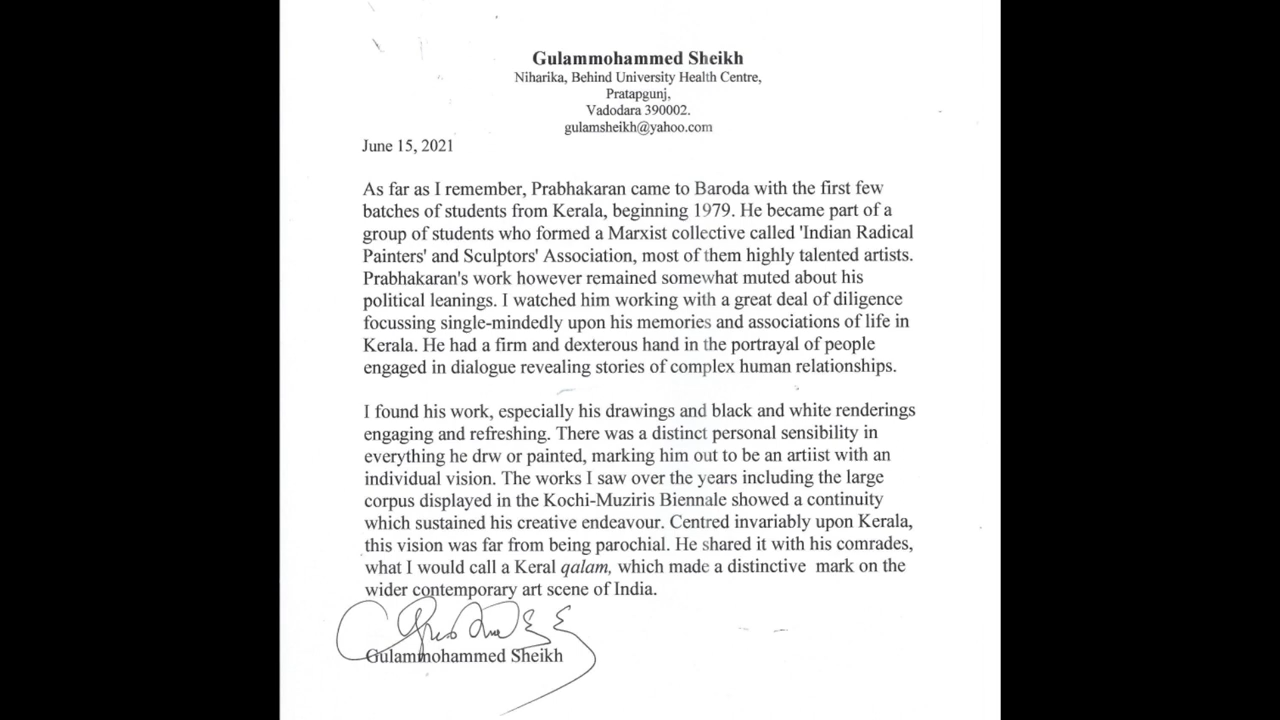 Gulammohammed Sheikh
Niharika, Behind University Health Centre,
Pratapgunj,
Vadodara 390002.
gulamsheikh@yahoo.com
June 15, 2021
As far as I remember, Prabhakaran came to Baroda with the first few
batches of students from Kerala, beginning 1979. He became part of a
group of students who formed a Marxist collective called 'Indian Radical
Painters' and Sculptors' Association, most of them highly talented artists.
Prabhakaran's work however remained somewhat muted about his
political leanings. I watched him working with a great deal of diligence
focussing single-mindedly upon his memories and associations of life in
Kerala. He had a firm and dexterous hand in the portrayal of people
engaged in dialogue revealing stories of complex human relationships.
I found his work, especially his drawings and black and white renderings
engaging and refreshing. There was a distinct personal sensibility in
everything he drw or painted, marking him out to be an artiist with an
individual vision. The works I saw over the years including the large
corpus displayed in the Kochi-Muziris Biennale showed a continuity
which sustained his creative endeavour. Centred invariably upon Kerala,
this vision was far from being parochial. He shared it with his comrades,
what I would call a Keral qalam, which made a distinctive  mark on the
wider contemporary art scene of India.
Gulammohammed Sheikh